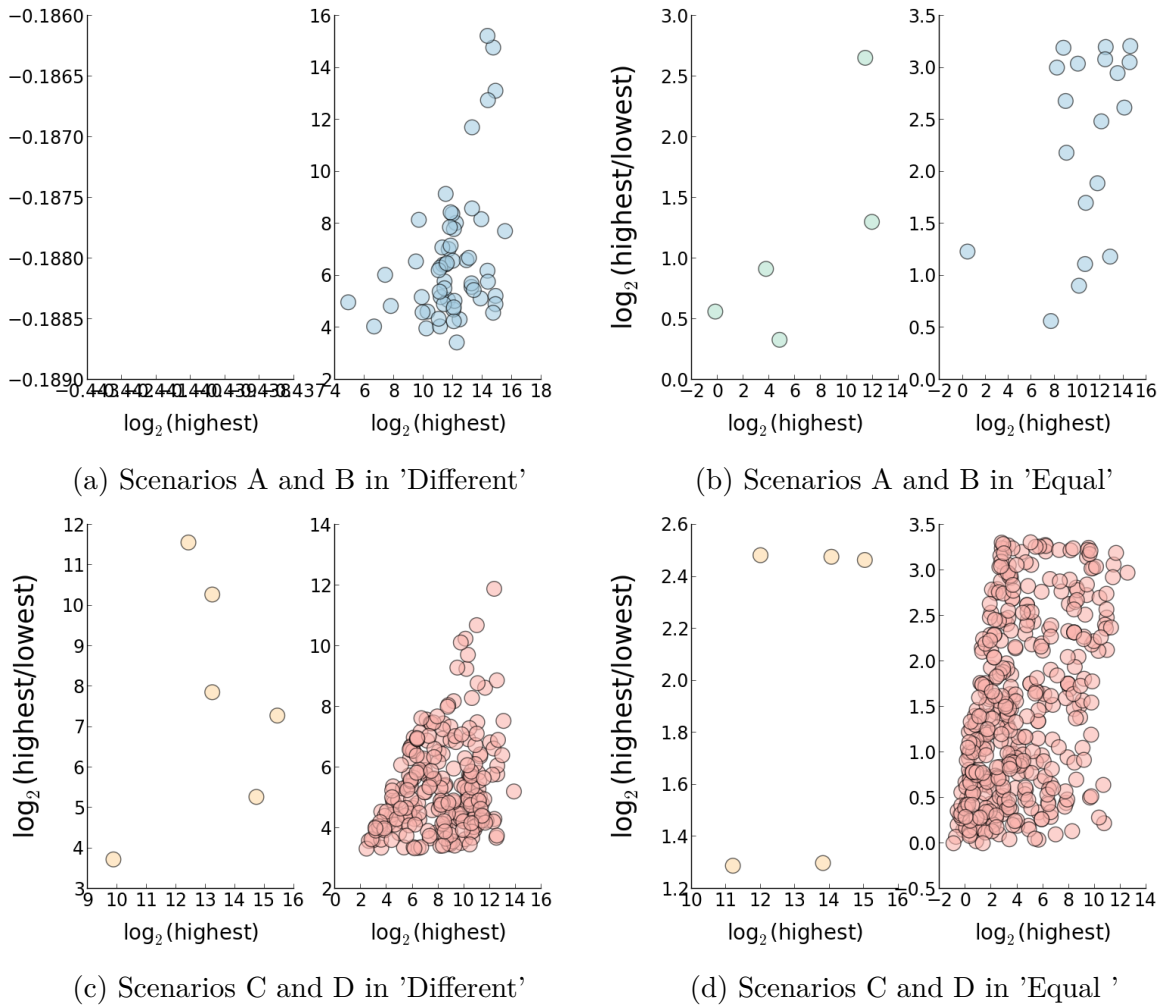 −0.1860
−0.1865
−0.1870
−0.1875
−0.1880
−0.1885
−0.1890
log₂(highest)
16
14
12
10
8
6
4
2
4 6 8 10 12 14 16 18
log₂(highest)
(a) Scenarios A and B in 'Different'
log₂(highest/lowest)
3.0
2.5
2.0
1.5
1.0
0.5
0.0
−2 0 2 4 6 8 10 12 14
log₂(highest)
3.5
3.0
2.5
2.0
1.5
1.0
0.5
0.0
−2 0 2 4 6 8 10 12 14 16
log₂(highest)
(b) Scenarios A and B in 'Equal'
log₂(highest/lowest)
12
11
10
9
8
7
6
5
4
3
9 10 11 12 13 14 15 16
log₂(highest)
14
12
10
8
6
4
2
0 2 4 6 8 10 12 14 16
log₂(highest)
(c) Scenarios C and D in 'Different'
log₂(highest/lowest)
2.6
2.4
2.2
2.0
1.8
1.6
1.4
1.2
10 11 12 13 14 15 16
log₂(highest)
3.5
3.0
2.5
2.0
1.5
1.0
0.5
0.0
−0.5
−2 0 2 4 6 8 10 12 14
log₂(highest)
(d) Scenarios C and D in 'Equal '